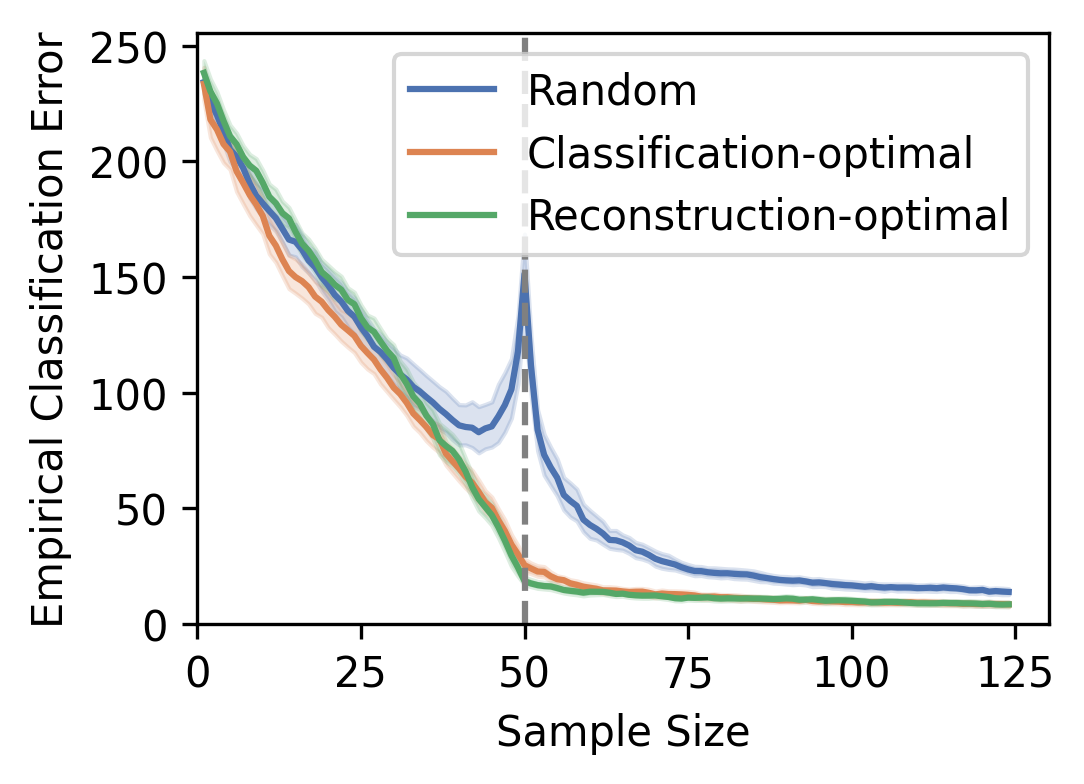 Empirical Classification Error
250
200
150
100
50
0
Random
Classification-optimal
Reconstruction-optimal
0 25 50 75 100 125
Sample Size